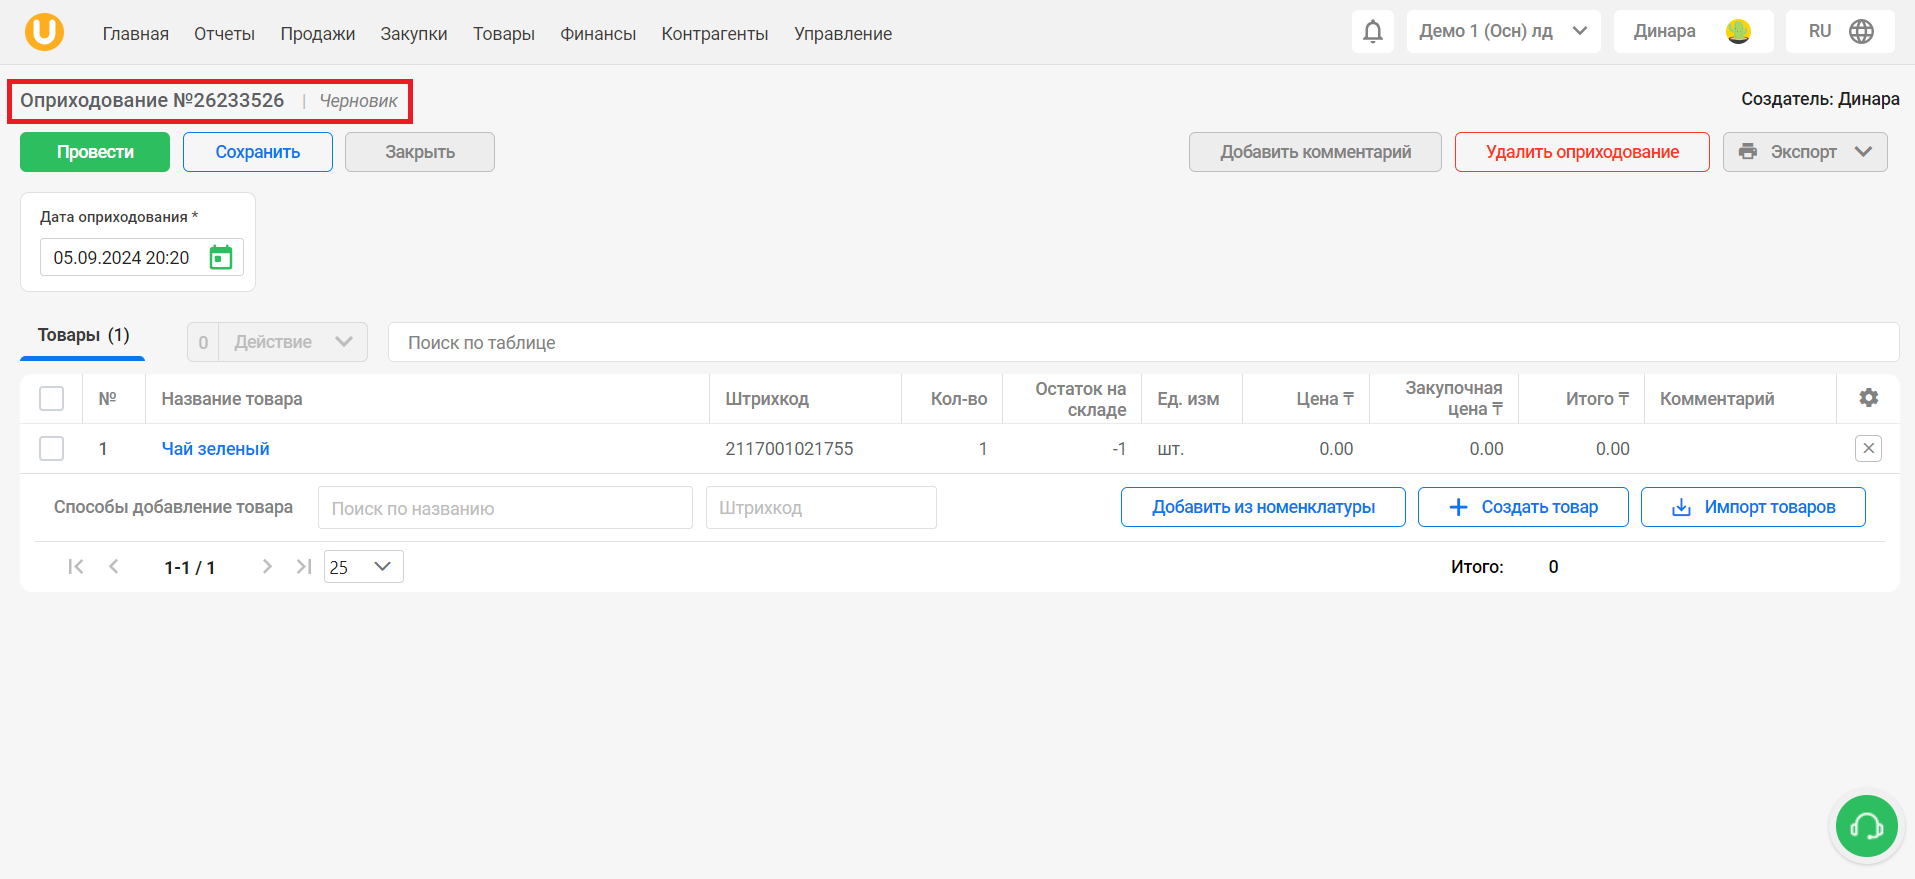 Главная Отчеты Продажи Закупки Товары Финансы Контрагенты Управление Демо 1 (Осн) лд Динара RU
Оприходование №26233526 | Черновик Создатель: Динара
Провести Сохранить Закрыть Добавить комментарий Удалить оприходование Экспорт
Дата оприходования *
05.09.2024 20:20
Товары (1) 0 Действие Поиск по таблице
№ Название товара Штрихкод Кол-во Остаток на складе Ед. изм Цена ₸ Закупочная цена ₸ Итого ₸ Комментарий
1 Чай зеленый 2117001021755 1 -1 шт. 0.00 0.00 0.00
Способы добавление товара Поиск по названию Штрихкод Добавить из номенклатуры Создать товар Импорт товаров
1-1 / 1 25 Итого: 0